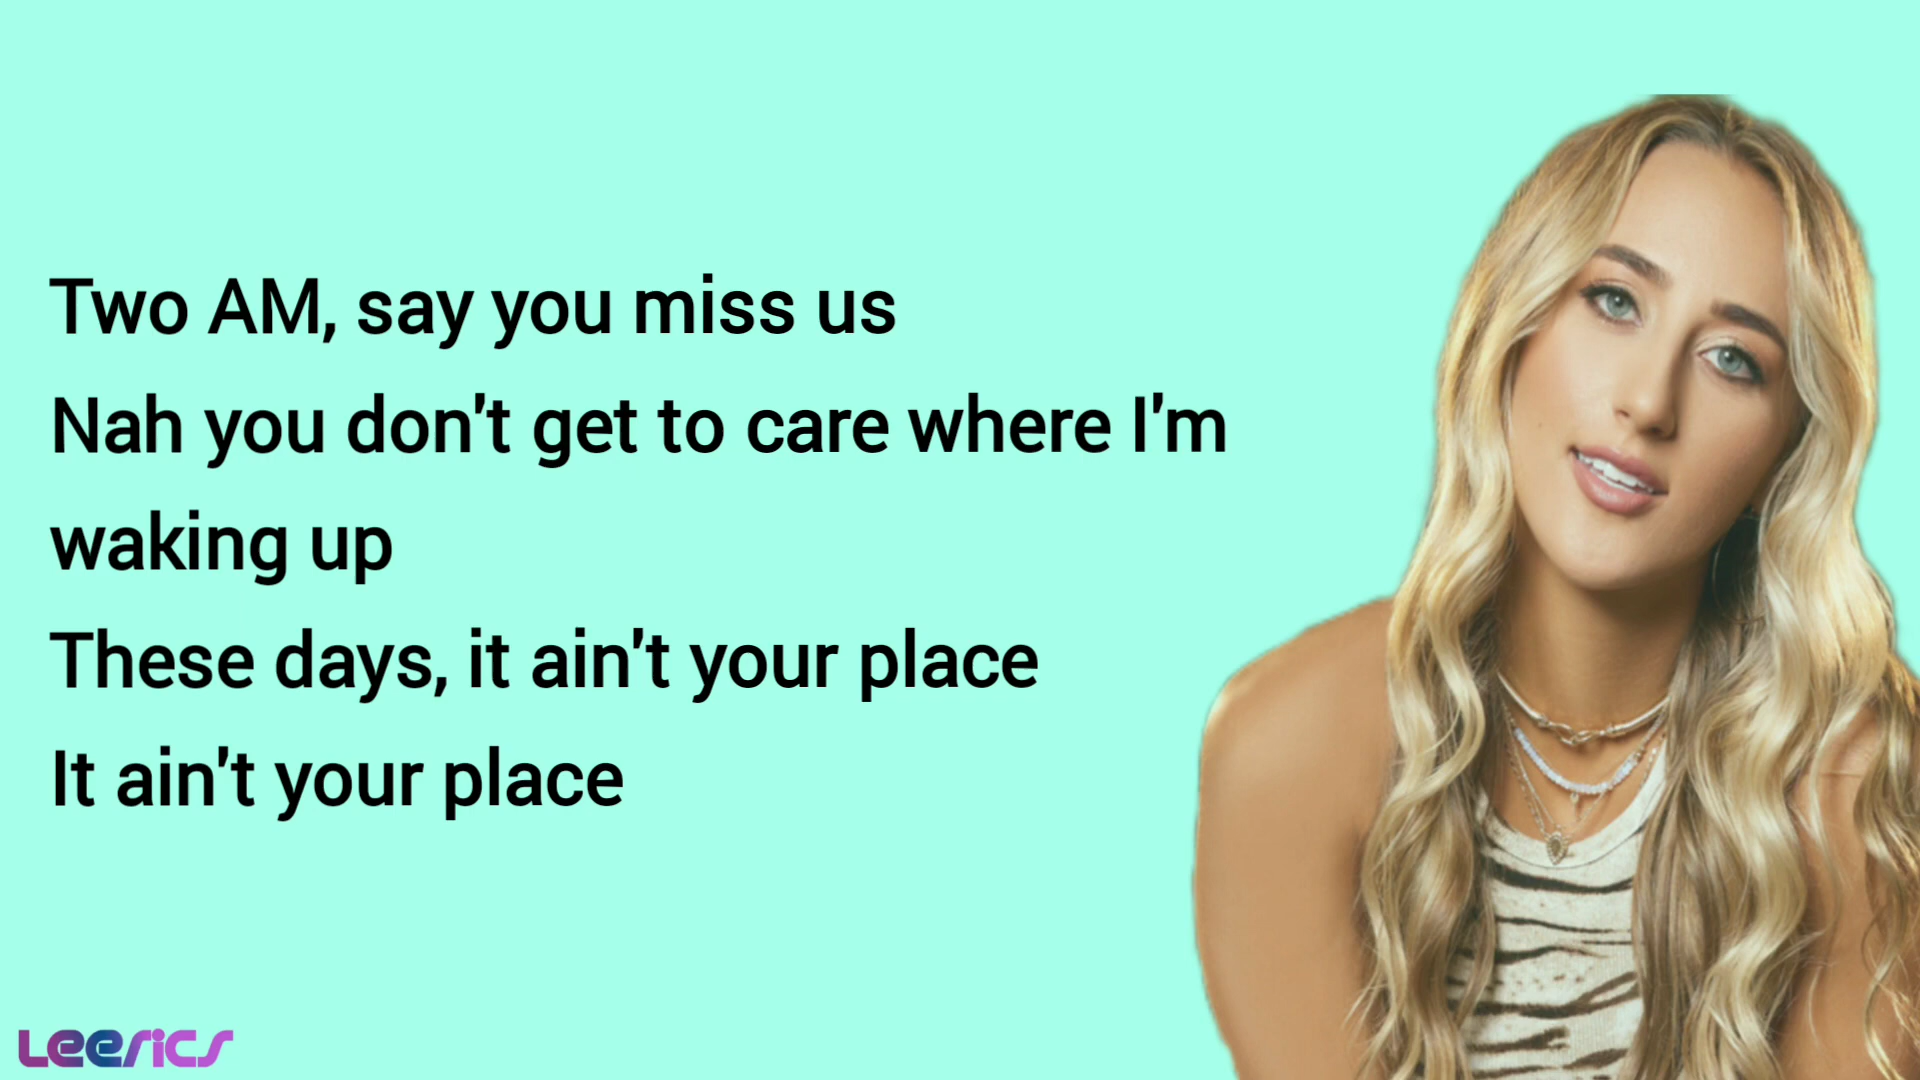 Two AM, say you miss us
Nah you don't get to care where I'm
waking up
These days, it ain't your place
It ain't your place
Leerics